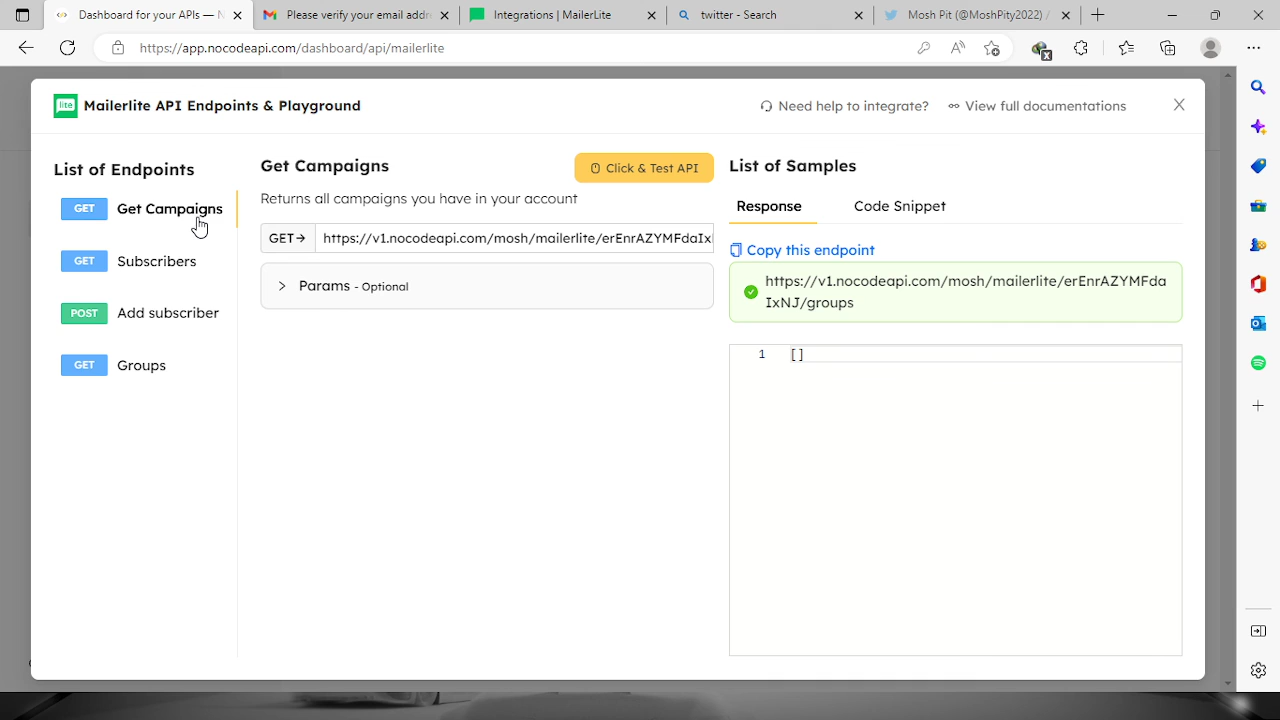 Dashboard for your APIs — N
Please verify your email addre
Integrations | MailerLite
twitter - Search
Mosh Pit (@MoshPity2022) /
https://app.nocodeapi.com/dashboard/api/mailerlite
lite
Mailerlite API Endpoints & Playground
Need help to integrate?
View full documentations
List of Endpoints
GET Get Campaigns
GET Subscribers
POST Add subscriber
GET Groups
Get Campaigns
Click & Test API
Returns all campaigns you have in your account
GET→ https://v1.nocodeapi.com/mosh/mailerlite/erEnrAZYMFdaIx
Params - Optional
List of Samples
Response
Code Snippet
Copy this endpoint
https://v1.nocodeapi.com/mosh/mailerlite/erEnrAZYMFda
IxNJ/groups
1 []